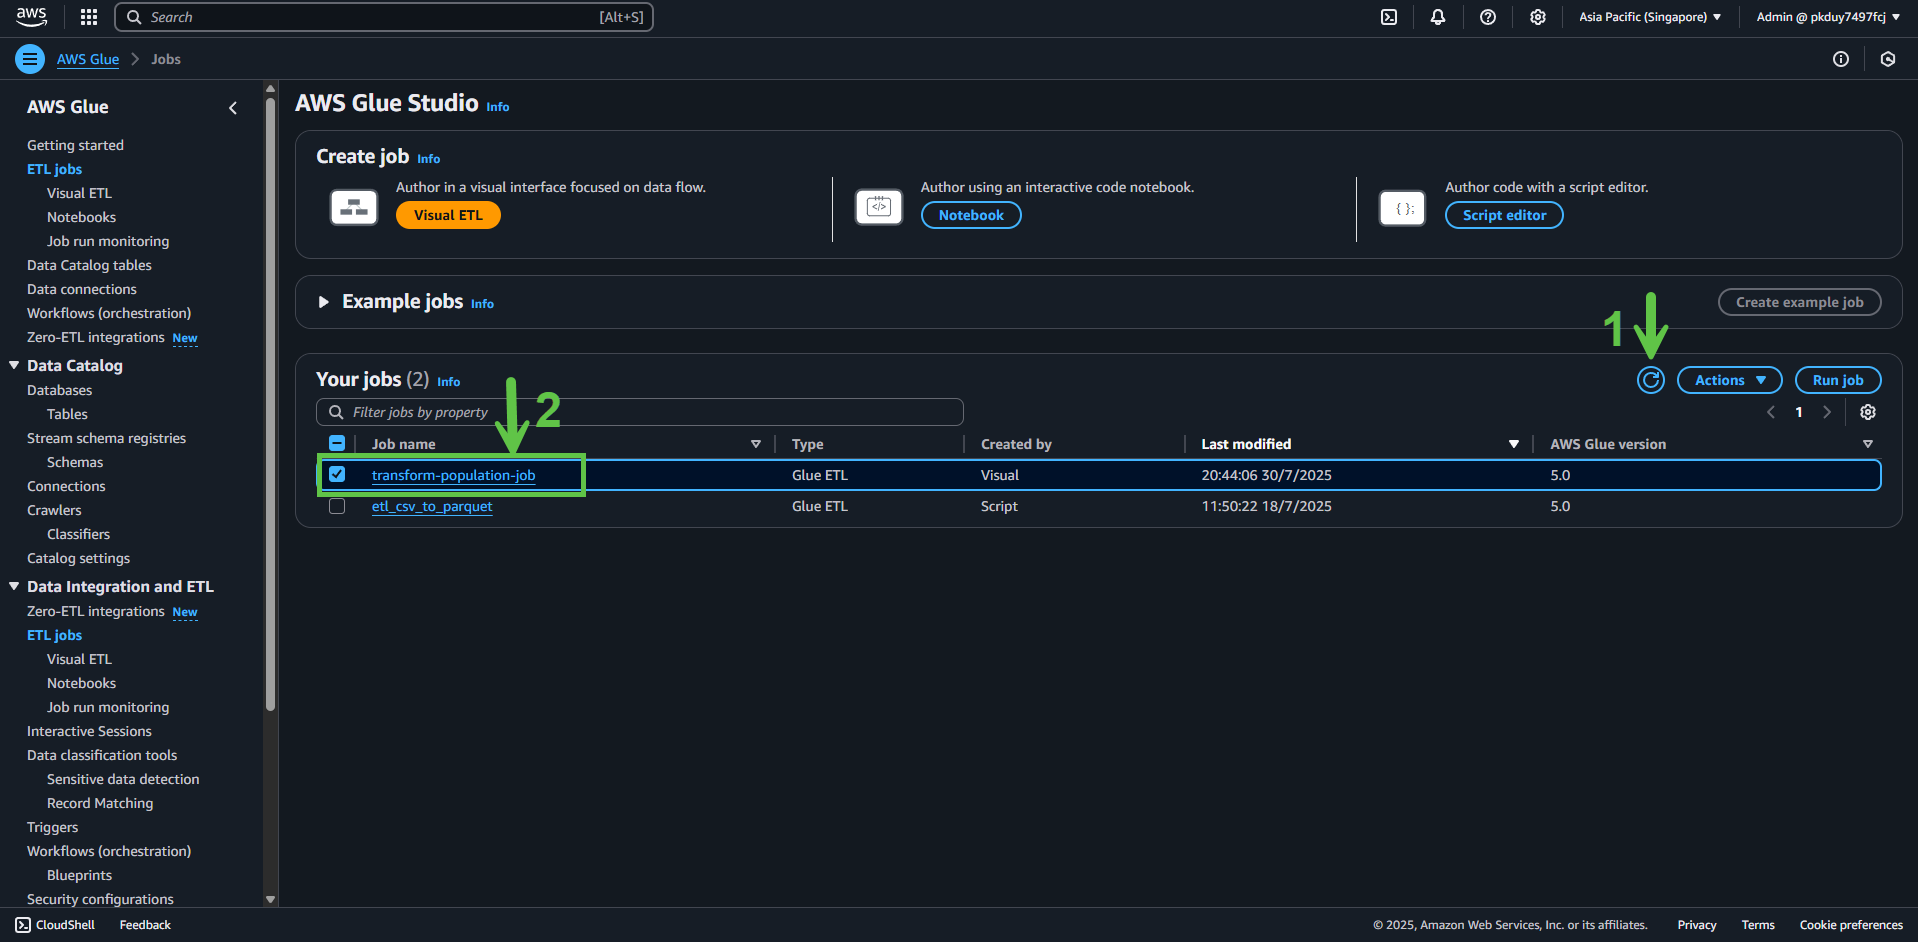 aws Search [Alt+S] Asia Pacific (Singapore) Admin @ pkduy7497fcj
AWS Glue Jobs
AWS Glue
Getting started
ETL jobs
Visual ETL
Notebooks
Job run monitoring
Data Catalog tables
Data connections
Workflows (orchestration)
Zero-ETL integrations New
Data Catalog
Databases
Tables
Stream schema registries
Schemas
Connections
Crawlers
Classifiers
Catalog settings
Data Integration and ETL
Zero-ETL integrations New
ETL jobs
Visual ETL
Notebooks
Job run monitoring
Interactive Sessions
Data classification tools
Sensitive data detection
Record Matching
Triggers
Workflows (orchestration)
Blueprints
Security configurations
AWS Glue Studio Info
Create job Info
Author in a visual interface focused on data flow.
Visual ETL
</>
Author using an interactive code notebook.
Notebook
{ };
Author code with a script editor.
Script editor
Example jobs Info
Create example job
1
Your jobs (2) Info
Actions Run job
Filter jobs by property
2
1
Job name Type Created by Last modified AWS Glue version
transform-population-job Glue ETL Visual 20:44:06 30/7/2025 5.0
etl_csv_to_parquet Glue ETL Script 11:50:22 18/7/2025 5.0
CloudShell Feedback © 2025, Amazon Web Services, Inc. or its affiliates. Privacy Terms Cookie preferences